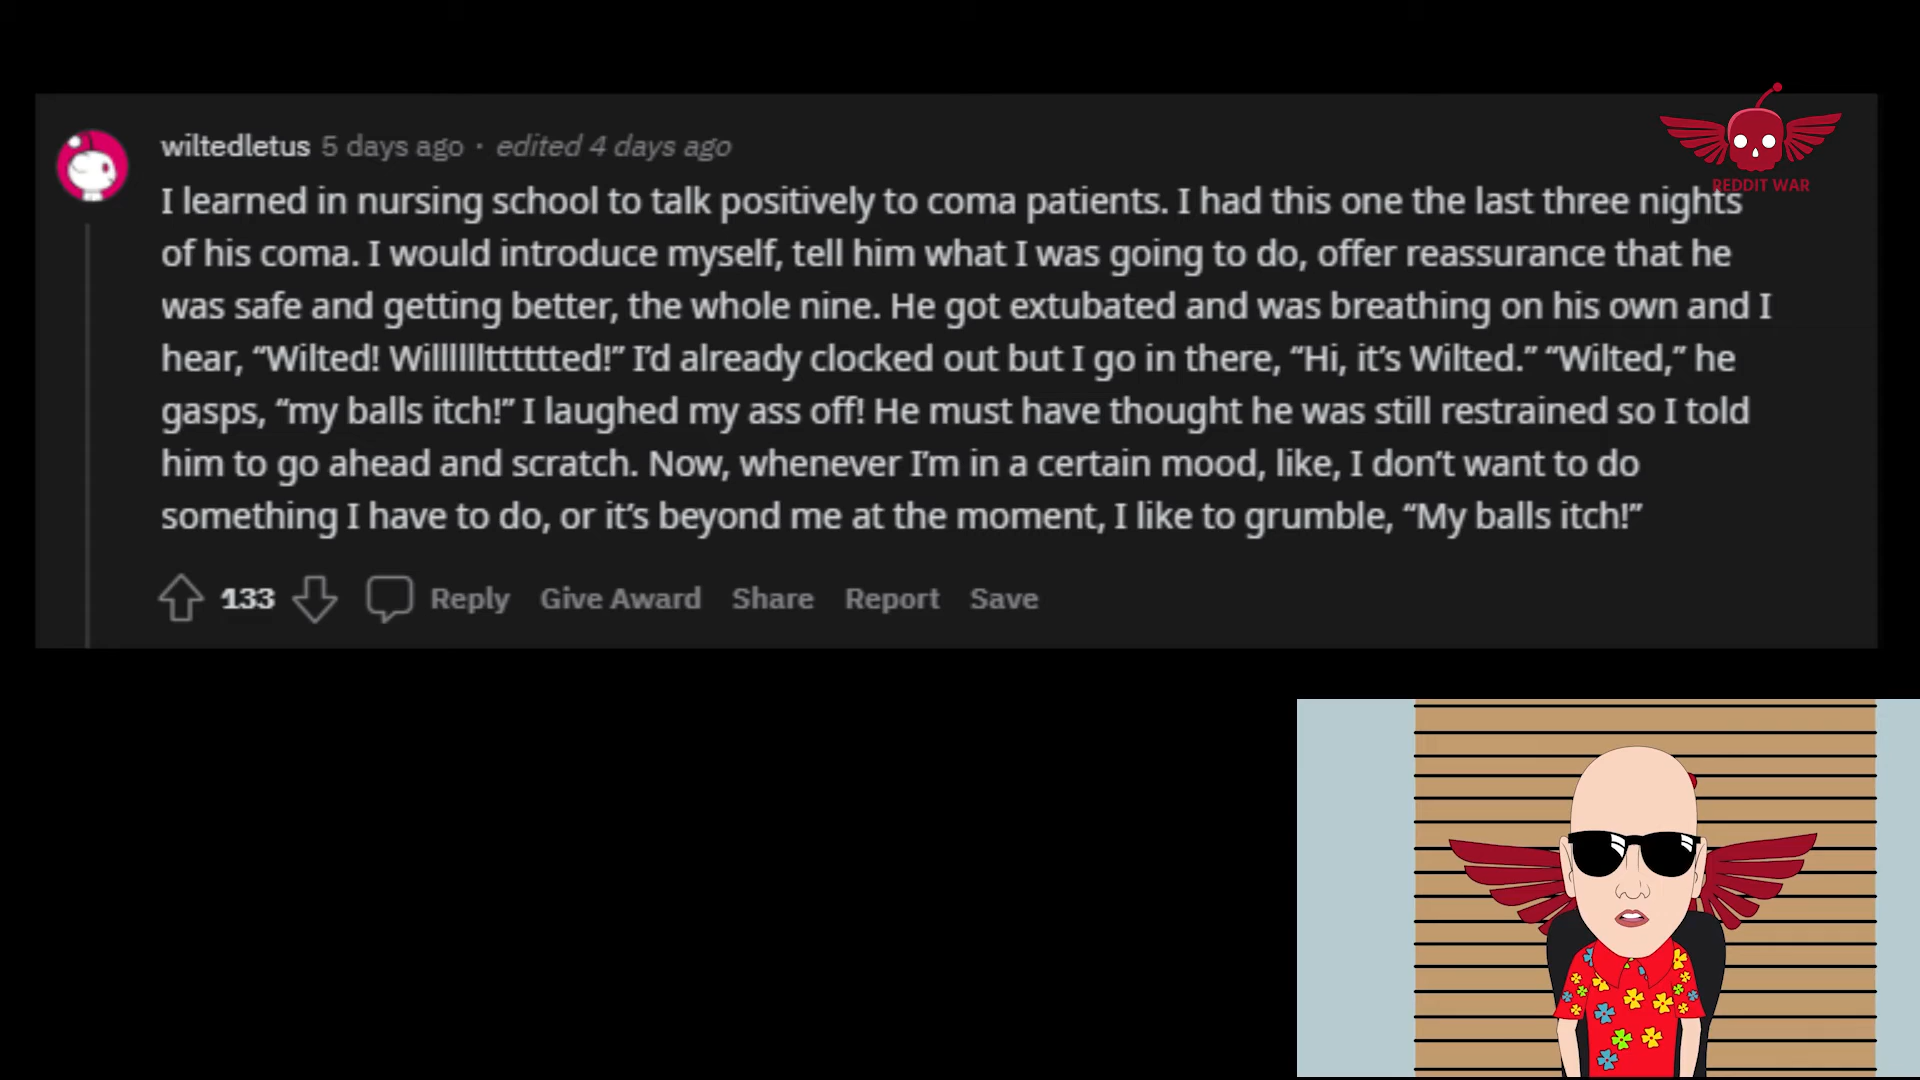 wiltedletus 5 days ago · edited 4 days ago
REDDIT WAR
I learned in nursing school to talk positively to coma patients. I had this one the last three nights
of his coma. I would introduce myself, tell him what I was going to do, offer reassurance that he
was safe and getting better, the whole nine. He got extubated and was breathing on his own and I
hear, “Wilted! Willlllllttttttted!” I’d already clocked out but I go in there, “Hi, it’s Wilted.” “Wilted,” he
gasps, “my balls itch!” I laughed my ass off! He must have thought he was still restrained so I told
him to go ahead and scratch. Now, whenever I’m in a certain mood, like, I don’t want to do
something I have to do, or it’s beyond me at the moment, I like to grumble, “My balls itch!”
133 Reply Give Award Share Report Save